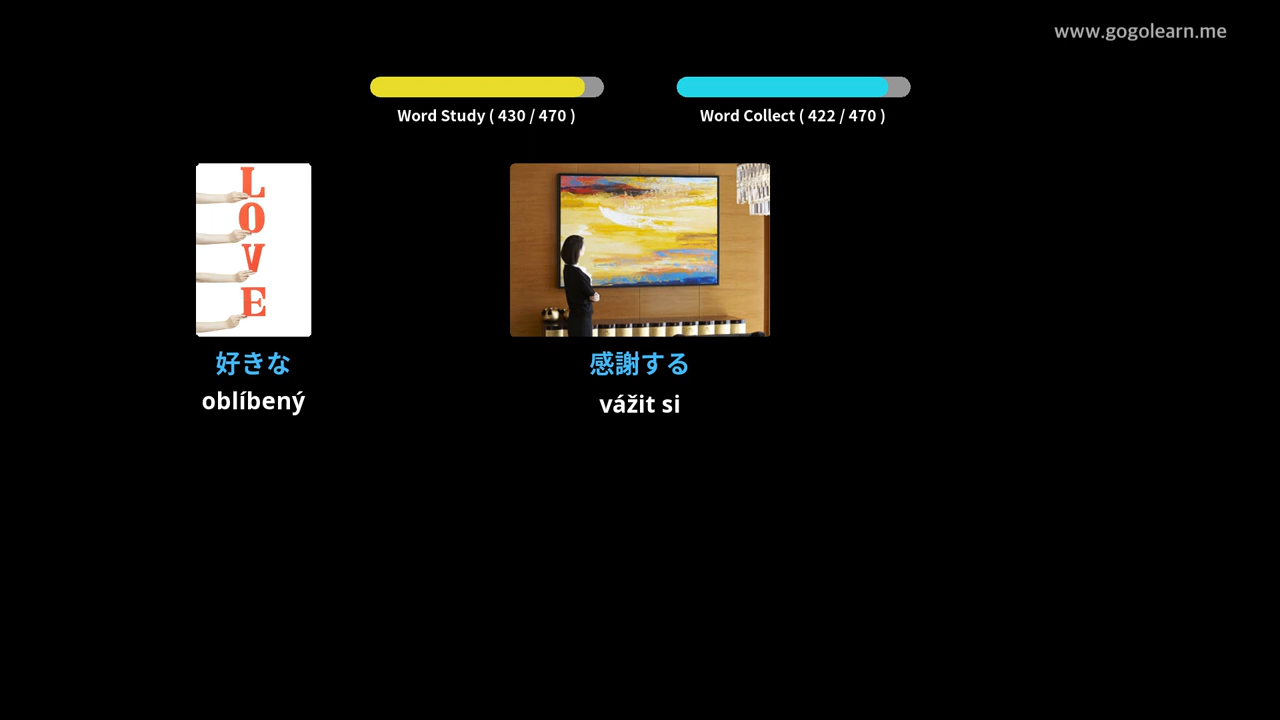 www.gogolearn.me
Word Study ( 430 / 470 )
Word Collect ( 422 / 470 )
LOVE
好きな
oblíbený
感謝する
vážit si